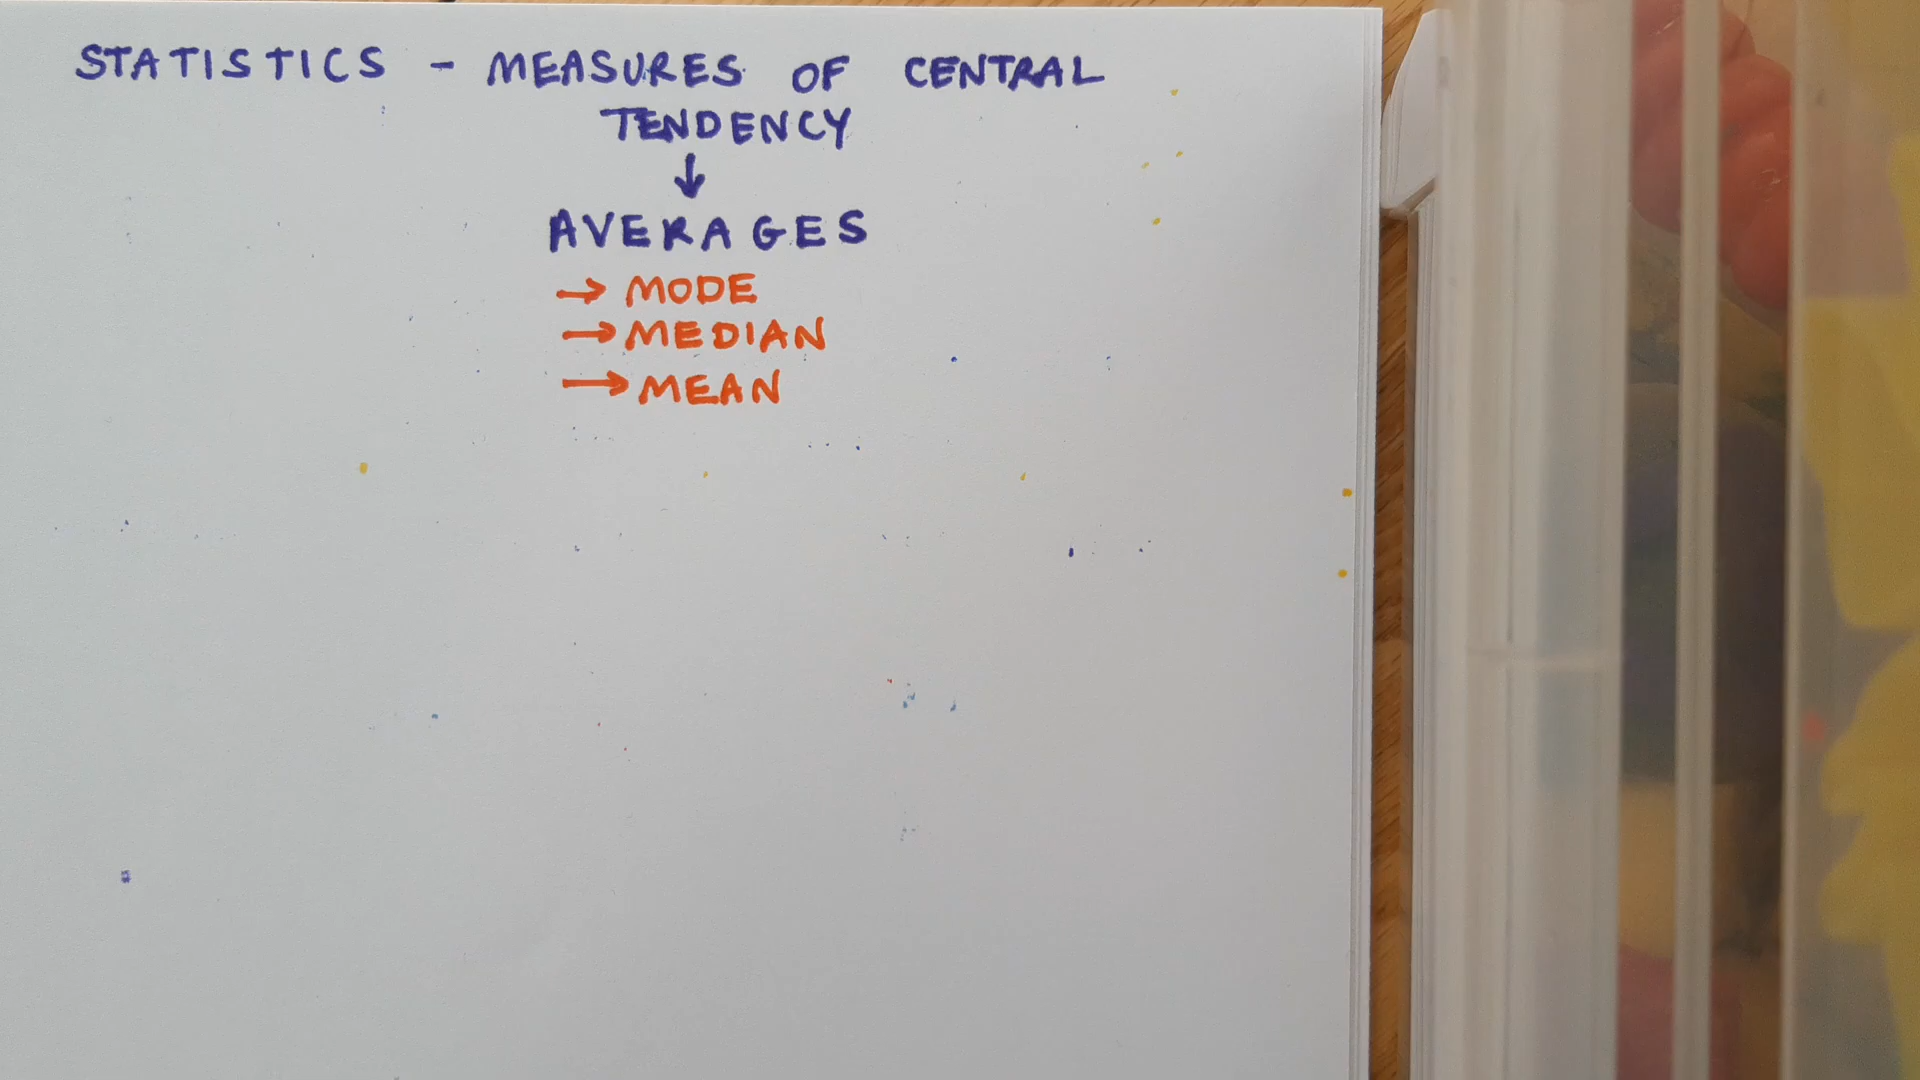 STATISTICS - MEASURES OF CENTRAL
TENDENCY
↓
AVERAGES
→ MODE
→ MEDIAN
→ MEAN